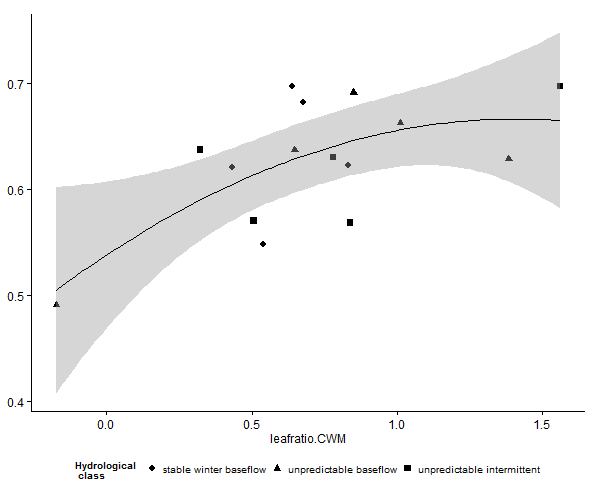 0.7
0.6
0.5
0.4
0.0 0.5 1.0 1.5
leafratio.CWM
Hydrological
class
stable winter baseflow unpredictable baseflow unpredictable intermittent